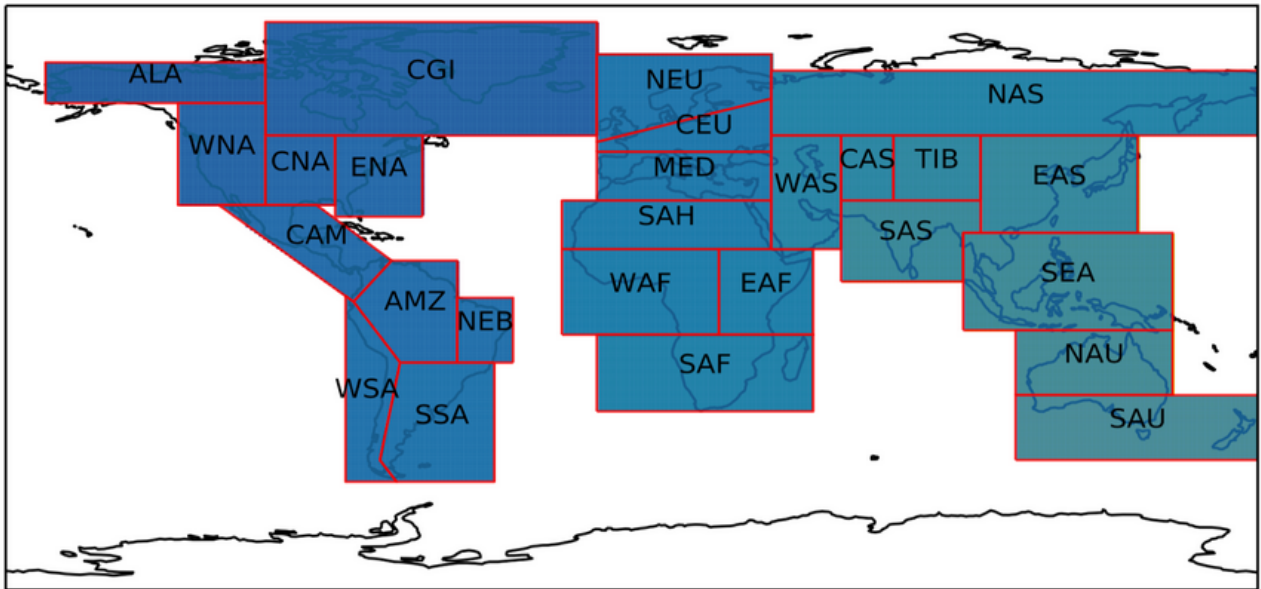 ALA
CGI
NEU
NAS
CEU
WNA
CNA
ENA
MED
WAS
CAS
TIB
EAS
SAH
SAS
CAM
WAF
EAF
SEA
AMZ
NEB
NAU
SAF
WSA
SSA
SAU